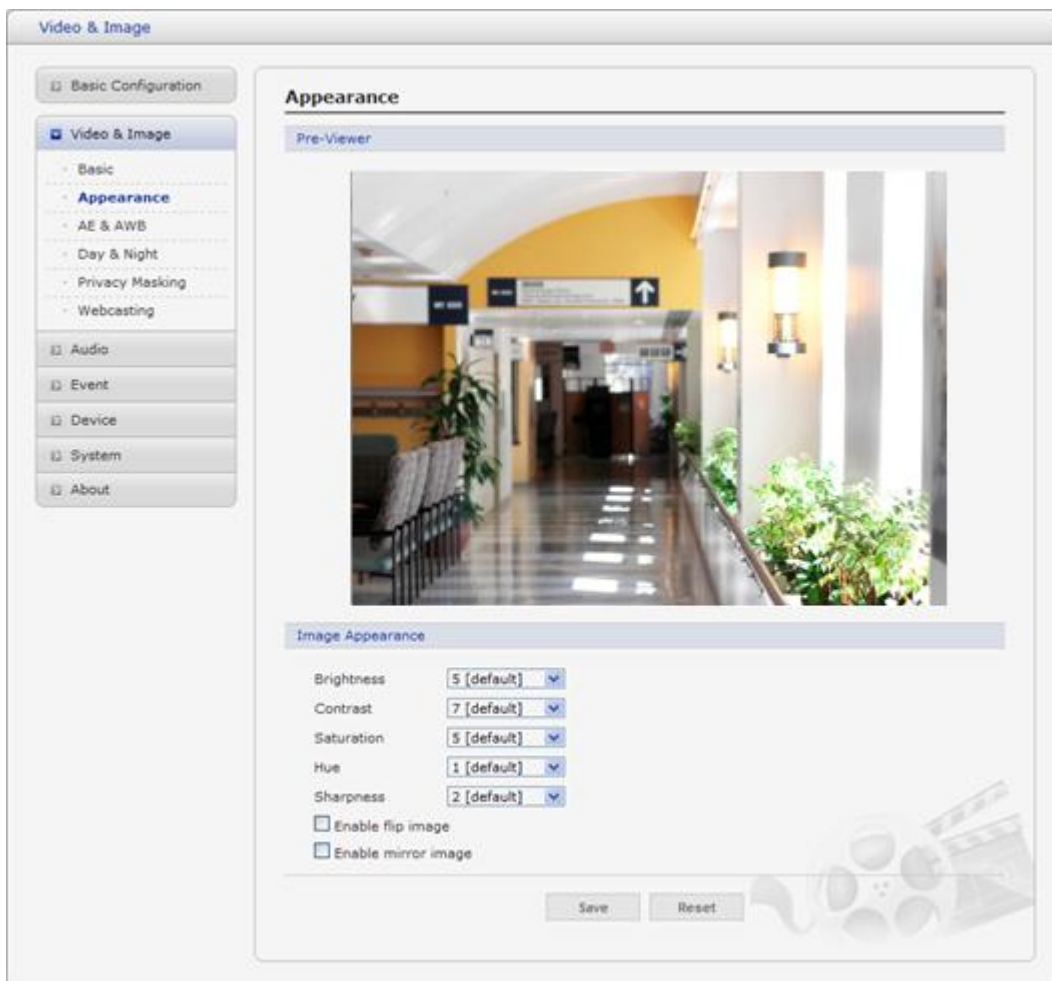 Video & Image
Basic Configuration
Video & Image
Basic
Appearance
AE & AWB
Day & Night
Privacy Masking
Webcasting
Audio
Event
Device
System
About
Appearance
Pre-Viewer
Image Appearance
Brightness 5 [default]
Contrast 7 [default]
Saturation 5 [default]
Hue 1 [default]
Sharpness 2 [default]
Enable flip image
Enable mirror image
Save Reset